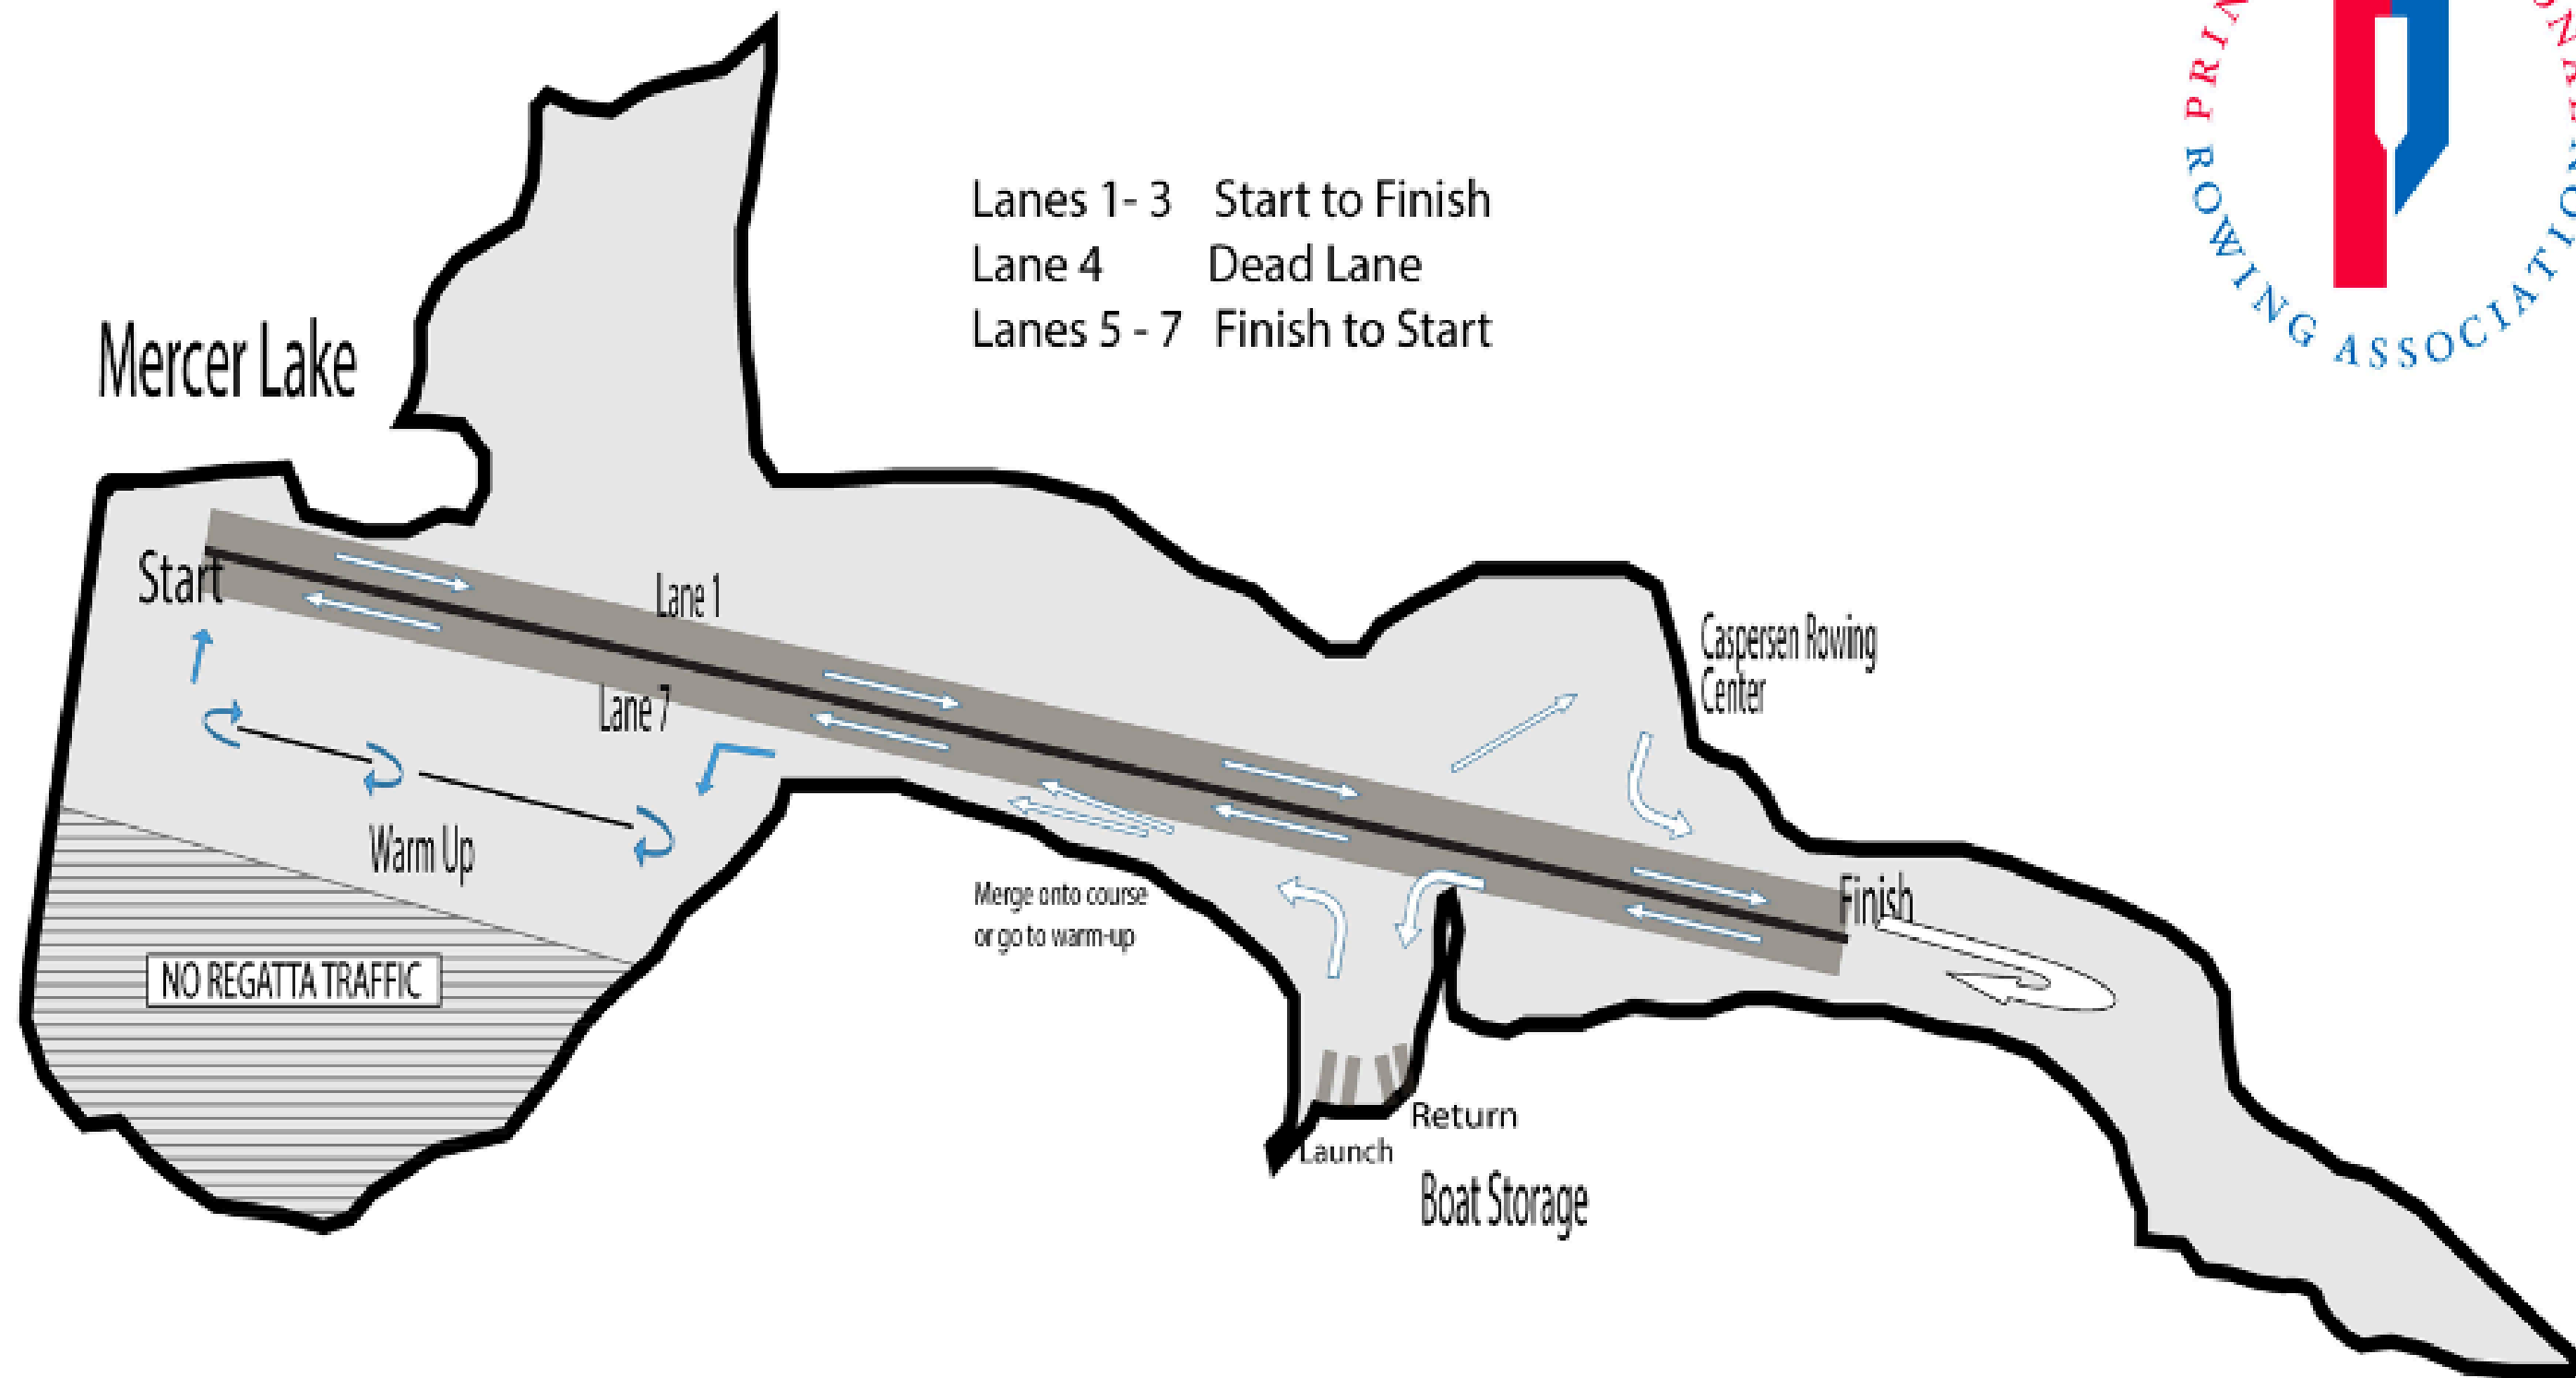 Lanes 1- 3 Start to Finish
Lane 4 Dead Lane
Lanes 5 - 7 Finish to Start
Mercer Lake
Start
Lane 1
Lane 7
Caspersen Rowing
Center
Warm Up
Merge onto course
or go to warm-up
Finish
NO REGATTA TRAFFIC
Return
Launch
Boat Storage
ROWING ASSOCIATION